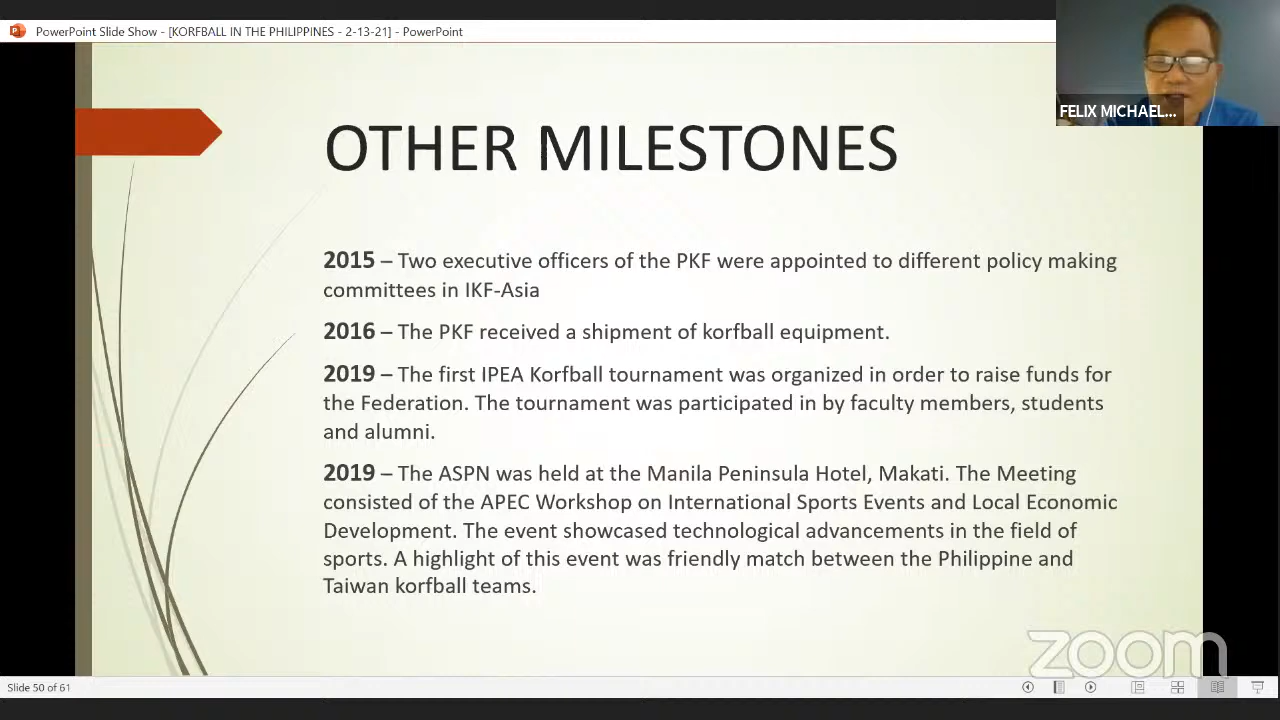 PowerPoint Slide Show - [KORFBALL IN THE PHILIPPINES - 2-13-21] - PowerPoint
FELIX MICHAEL...
OTHER MILESTONES
2015 – Two executive officers of the PKF were appointed to different policy making
committees in IKF-Asia
2016 – The PKF received a shipment of korfball equipment.
2019 – The first IPEA Korfball tournament was organized in order to raise funds for
the Federation. The tournament was participated in by faculty members, students
and alumni.
2019 – The ASPN was held at the Manila Peninsula Hotel, Makati. The Meeting
consisted of the APEC Workshop on International Sports Events and Local Economic
Development. The event showcased technological advancements in the field of
sports. A highlight of this event was friendly match between the Philippine and
Taiwan korfball teams.
zoom
Slide 50 of 61